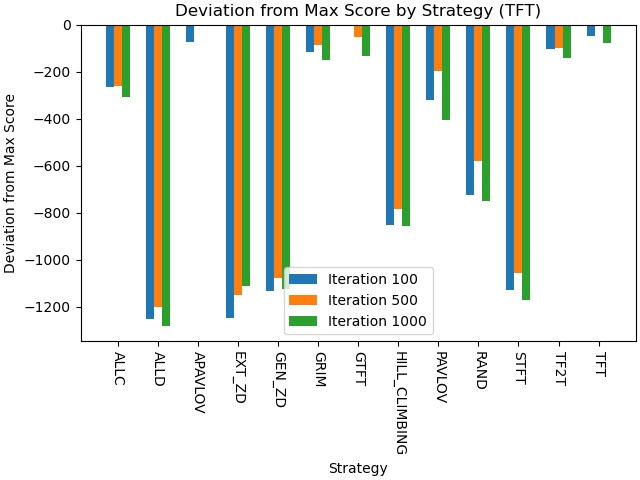 Deviation from Max Score by Strategy (TFT)
Deviation from Max Score
0
−200
−400
−600
−800
−1000
−1200
Iteration 100
Iteration 500
Iteration 1000
ALLC
ALLD
APAVLOV
EXT_ZD
GEN_ZD
GRIM
GTFT
HILL_CLIMBING
PAVLOV
RAND
STFT
TF2T
TFT
Strategy